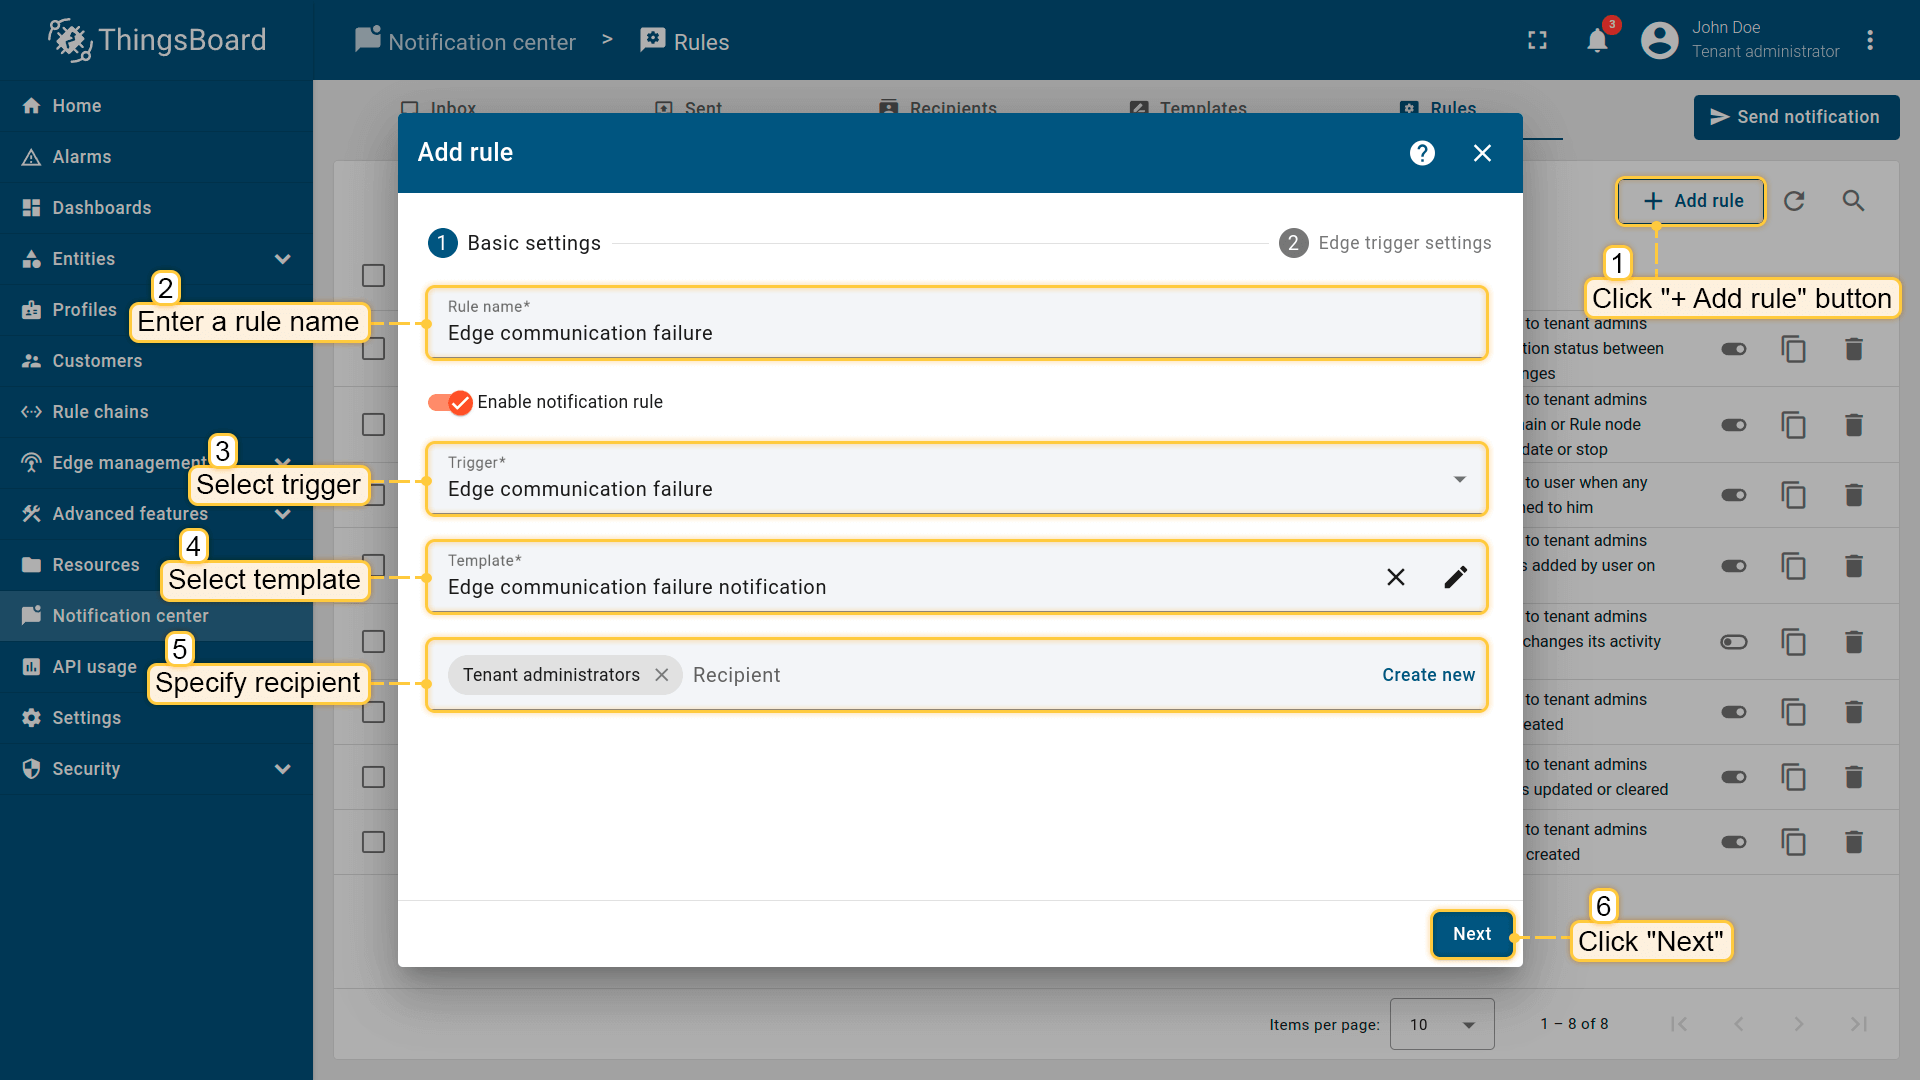 ThingsBoard
Notification center > Rules
3
John Doe
Tenant administrator
Home
Alarms
Dashboards
Entities
Profiles
Customers
Rule chains
Edge management
Advanced features
Resources
Notification center
API usage
Settings
Security
Inbox
Sent
Recipients
Templates
Rules
Send notification
+ Add rule
1
Click "+ Add rule" button
Add rule
?
1 Basic settings
2 Edge trigger settings
2
Enter a rule name
Rule name*
Edge communication failure
Enable notification rule
3
Select trigger
Trigger*
Edge communication failure
4
Select template
Template*
Edge communication failure notification
5
Specify recipient
Tenant administrators
Recipient
Create new
Next
6
Click "Next"
to tenant admins
tion status between
nges
to tenant admins
ain or Rule node
date or stop
to user when any
ned to him
to tenant admins
s added by user on
to tenant admins
changes its activity
to tenant admins
eated
to tenant admins
s updated or cleared
to tenant admins
created
Items per page: 10
1 – 8 of 8